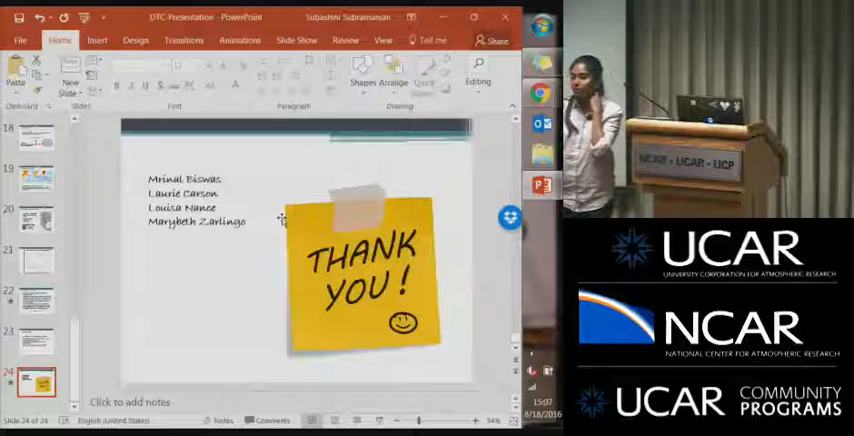 DTC-Presentation - PowerPoint
Subashini Subramanian
File
Home
Insert
Design
Transitions
Animations
Slide Show
Review
View
Tell me
Share
Paste
New
Slide
Shapes
Arrange
Quick
Editing
Clipboard
Slides
Font
Paragraph
Drawing
18
19
20
21
22
23
24
Mrinal Biswas
Laurie Carson
Louisa Nance
Marybeth Zarlingo
THANK
YOU!
Click to add notes
Slide 24 of 24
English (United States)
Notes
Comments
54%
15:07
8/18/2016
NCAR - UCAR - UCP
UCAR
UNIVERSITY CORPORATION FOR ATMOSPHERIC RESEARCH
NCAR
NATIONAL CENTER FOR ATMOSPHERIC RESEARCH
UCAR
COMMUNITY
PROGRAMS